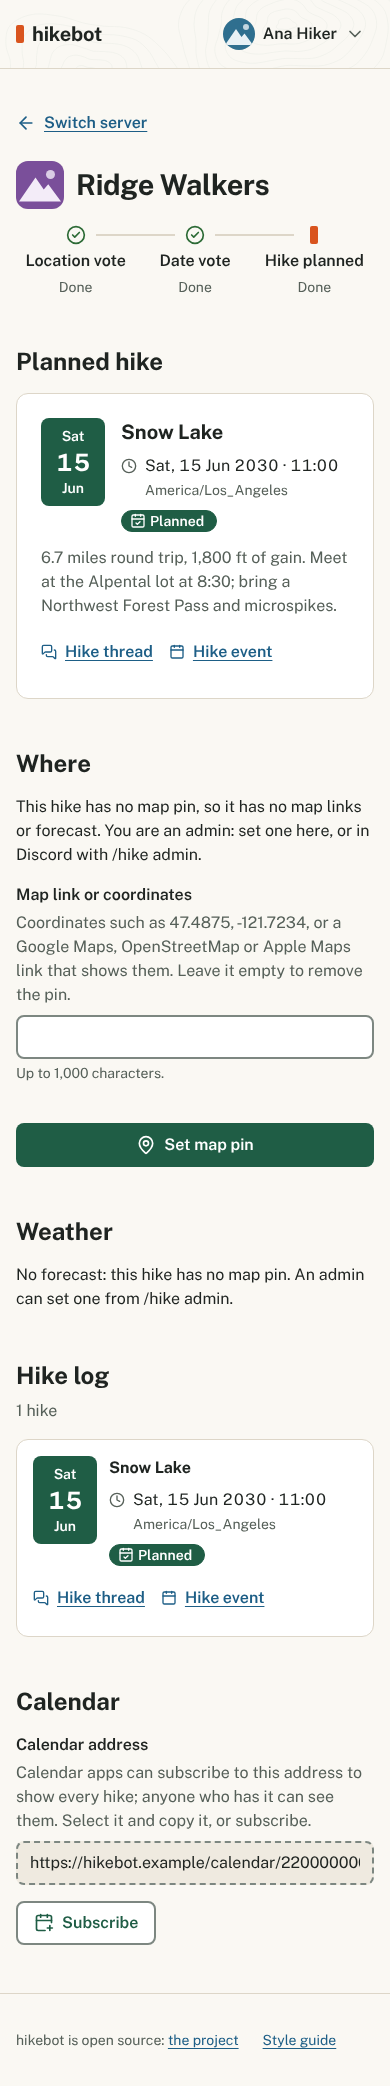 hikebot
Ana Hiker
Switch server
Ridge Walkers
Location vote
Date vote
Hike planned
Done
Done
Done
Planned hike
Sat
15
Jun
Snow Lake
Sat, 15 Jun 2030 · 11:00
America/Los_Angeles
Planned
6.7 miles round trip, 1,800 ft of gain. Meet
at the Alpental lot at 8:30; bring a
Northwest Forest Pass and microspikes.
Hike thread
Hike event
Where
This hike has no map pin, so it has no map links
or forecast. You are an admin: set one here, or in
Discord with /hike admin.
Map link or coordinates
Coordinates such as 47.4875, -121.7234, or a
Google Maps, OpenStreetMap or Apple Maps
link that shows them. Leave it empty to remove
the pin.
Up to 1,000 characters.
Set map pin
Weather
No forecast: this hike has no map pin. An admin
can set one from /hike admin.
Hike log
1 hike
Sat
15
Jun
Snow Lake
Sat, 15 Jun 2030 · 11:00
America/Los_Angeles
Planned
Hike thread
Hike event
Calendar
Calendar address
Calendar apps can subscribe to this address to
show every hike; anyone who has it can see
them. Select it and copy it, or subscribe.
https://hikebot.example/calendar/220000000
Subscribe
hikebot is open source: the project
Style guide